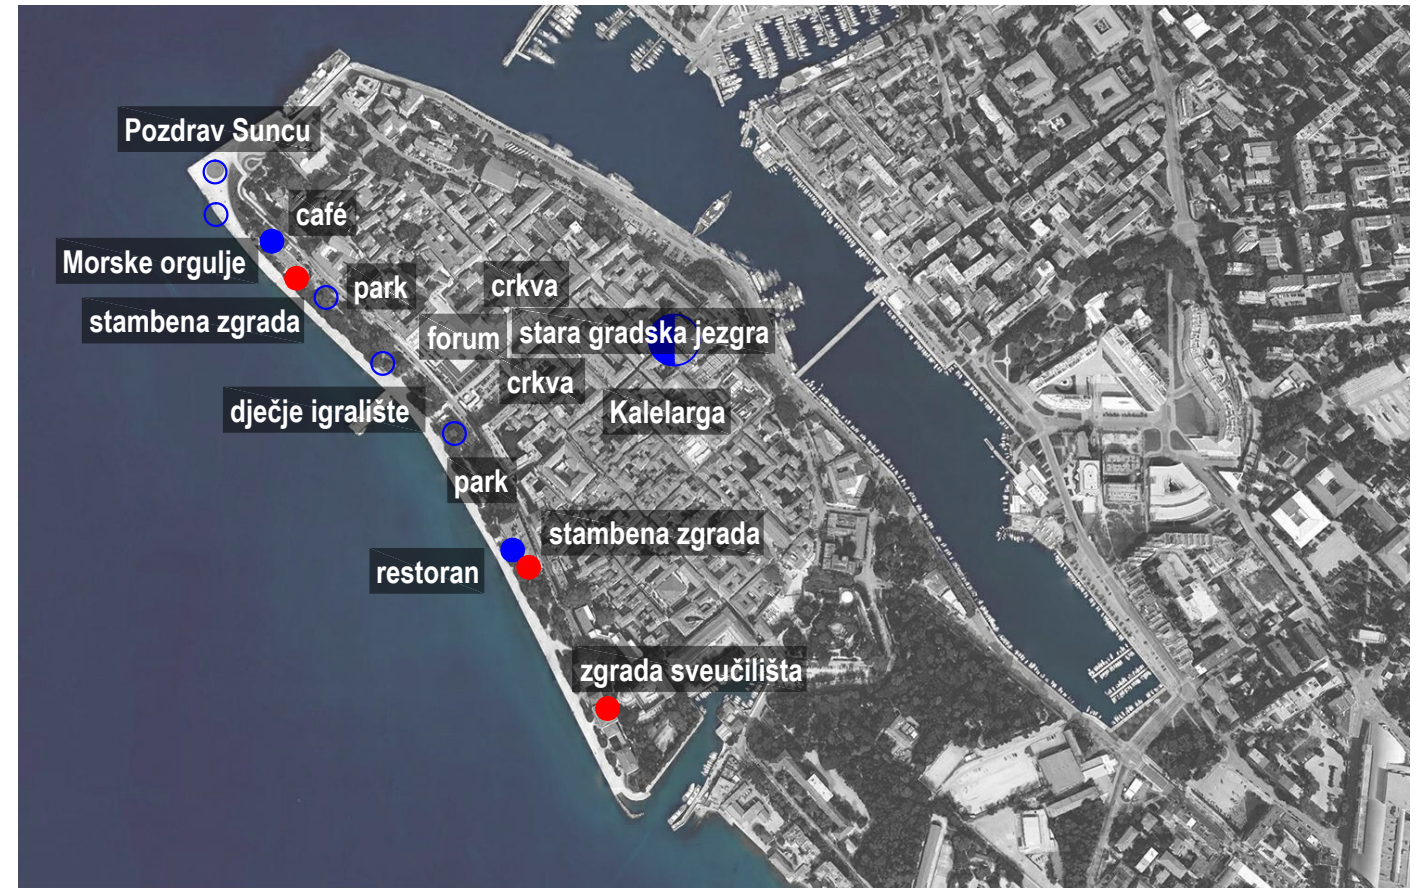 Pozdrav Suncu
café
Morske orgulje
park
crkva
stambena zgrada
forum
stara gradska jezgra
crkva
dječje igralište
Kalelarga
park
stambena zgrada
restoran
zgrada sveučilišta